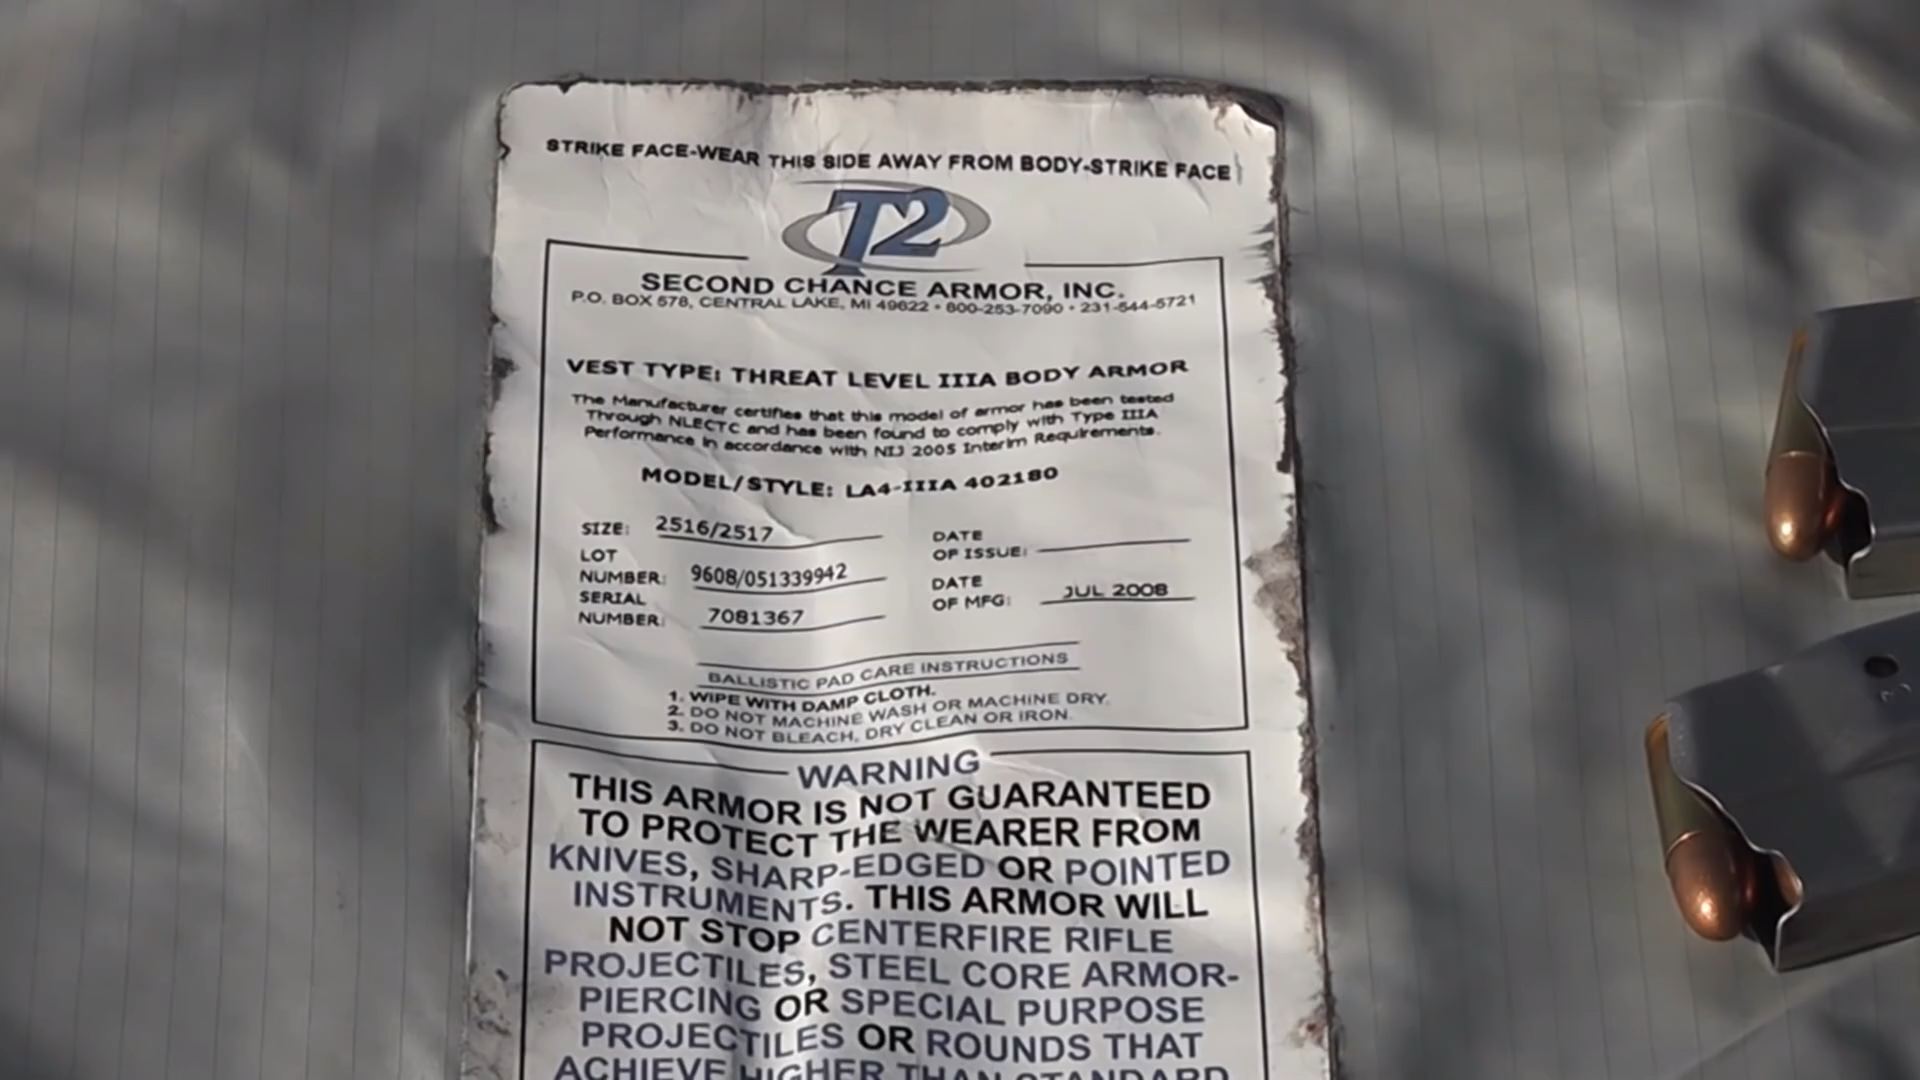 STRIKE FACE-WEAR THIS SIDE AWAY FROM BODY-STRIKE FACE
T2
SECOND CHANCE ARMOR, INC.
P.O. BOX 578, CENTRAL LAKE, MI 49622 • 800-253-7090 • 231-544-5721
VEST TYPE: THREAT LEVEL IIIA BODY ARMOR
The Manufacturer certifies that this model of armor has been tested
Through NLECTC and has been found to comply with Type IIIA
Performance in accordance with NIJ 2005 Interim Requirements.
MODEL/STYLE: LA4-IIIA 402180
SIZE: 2516/2517
LOT
NUMBER: 9608/051339942
SERIAL
NUMBER: 7081367
DATE
OF ISSUE:
DATE
OF MFG: JUL 2008
BALLISTIC PAD CARE INSTRUCTIONS
1. WIPE WITH DAMP CLOTH.
2. DO NOT MACHINE WASH OR MACHINE DRY.
3. DO NOT BLEACH, DRY CLEAN OR IRON.
WARNING
THIS ARMOR IS NOT GUARANTEED
TO PROTECT THE WEARER FROM
KNIVES, SHARP-EDGED OR POINTED
INSTRUMENTS. THIS ARMOR WILL
NOT STOP CENTERFIRE RIFLE
PROJECTILES, STEEL CORE ARMOR-
PIERCING OR SPECIAL PURPOSE
PROJECTILES OR ROUNDS THAT
ACHIEVE HIGHER THAN STANDARD